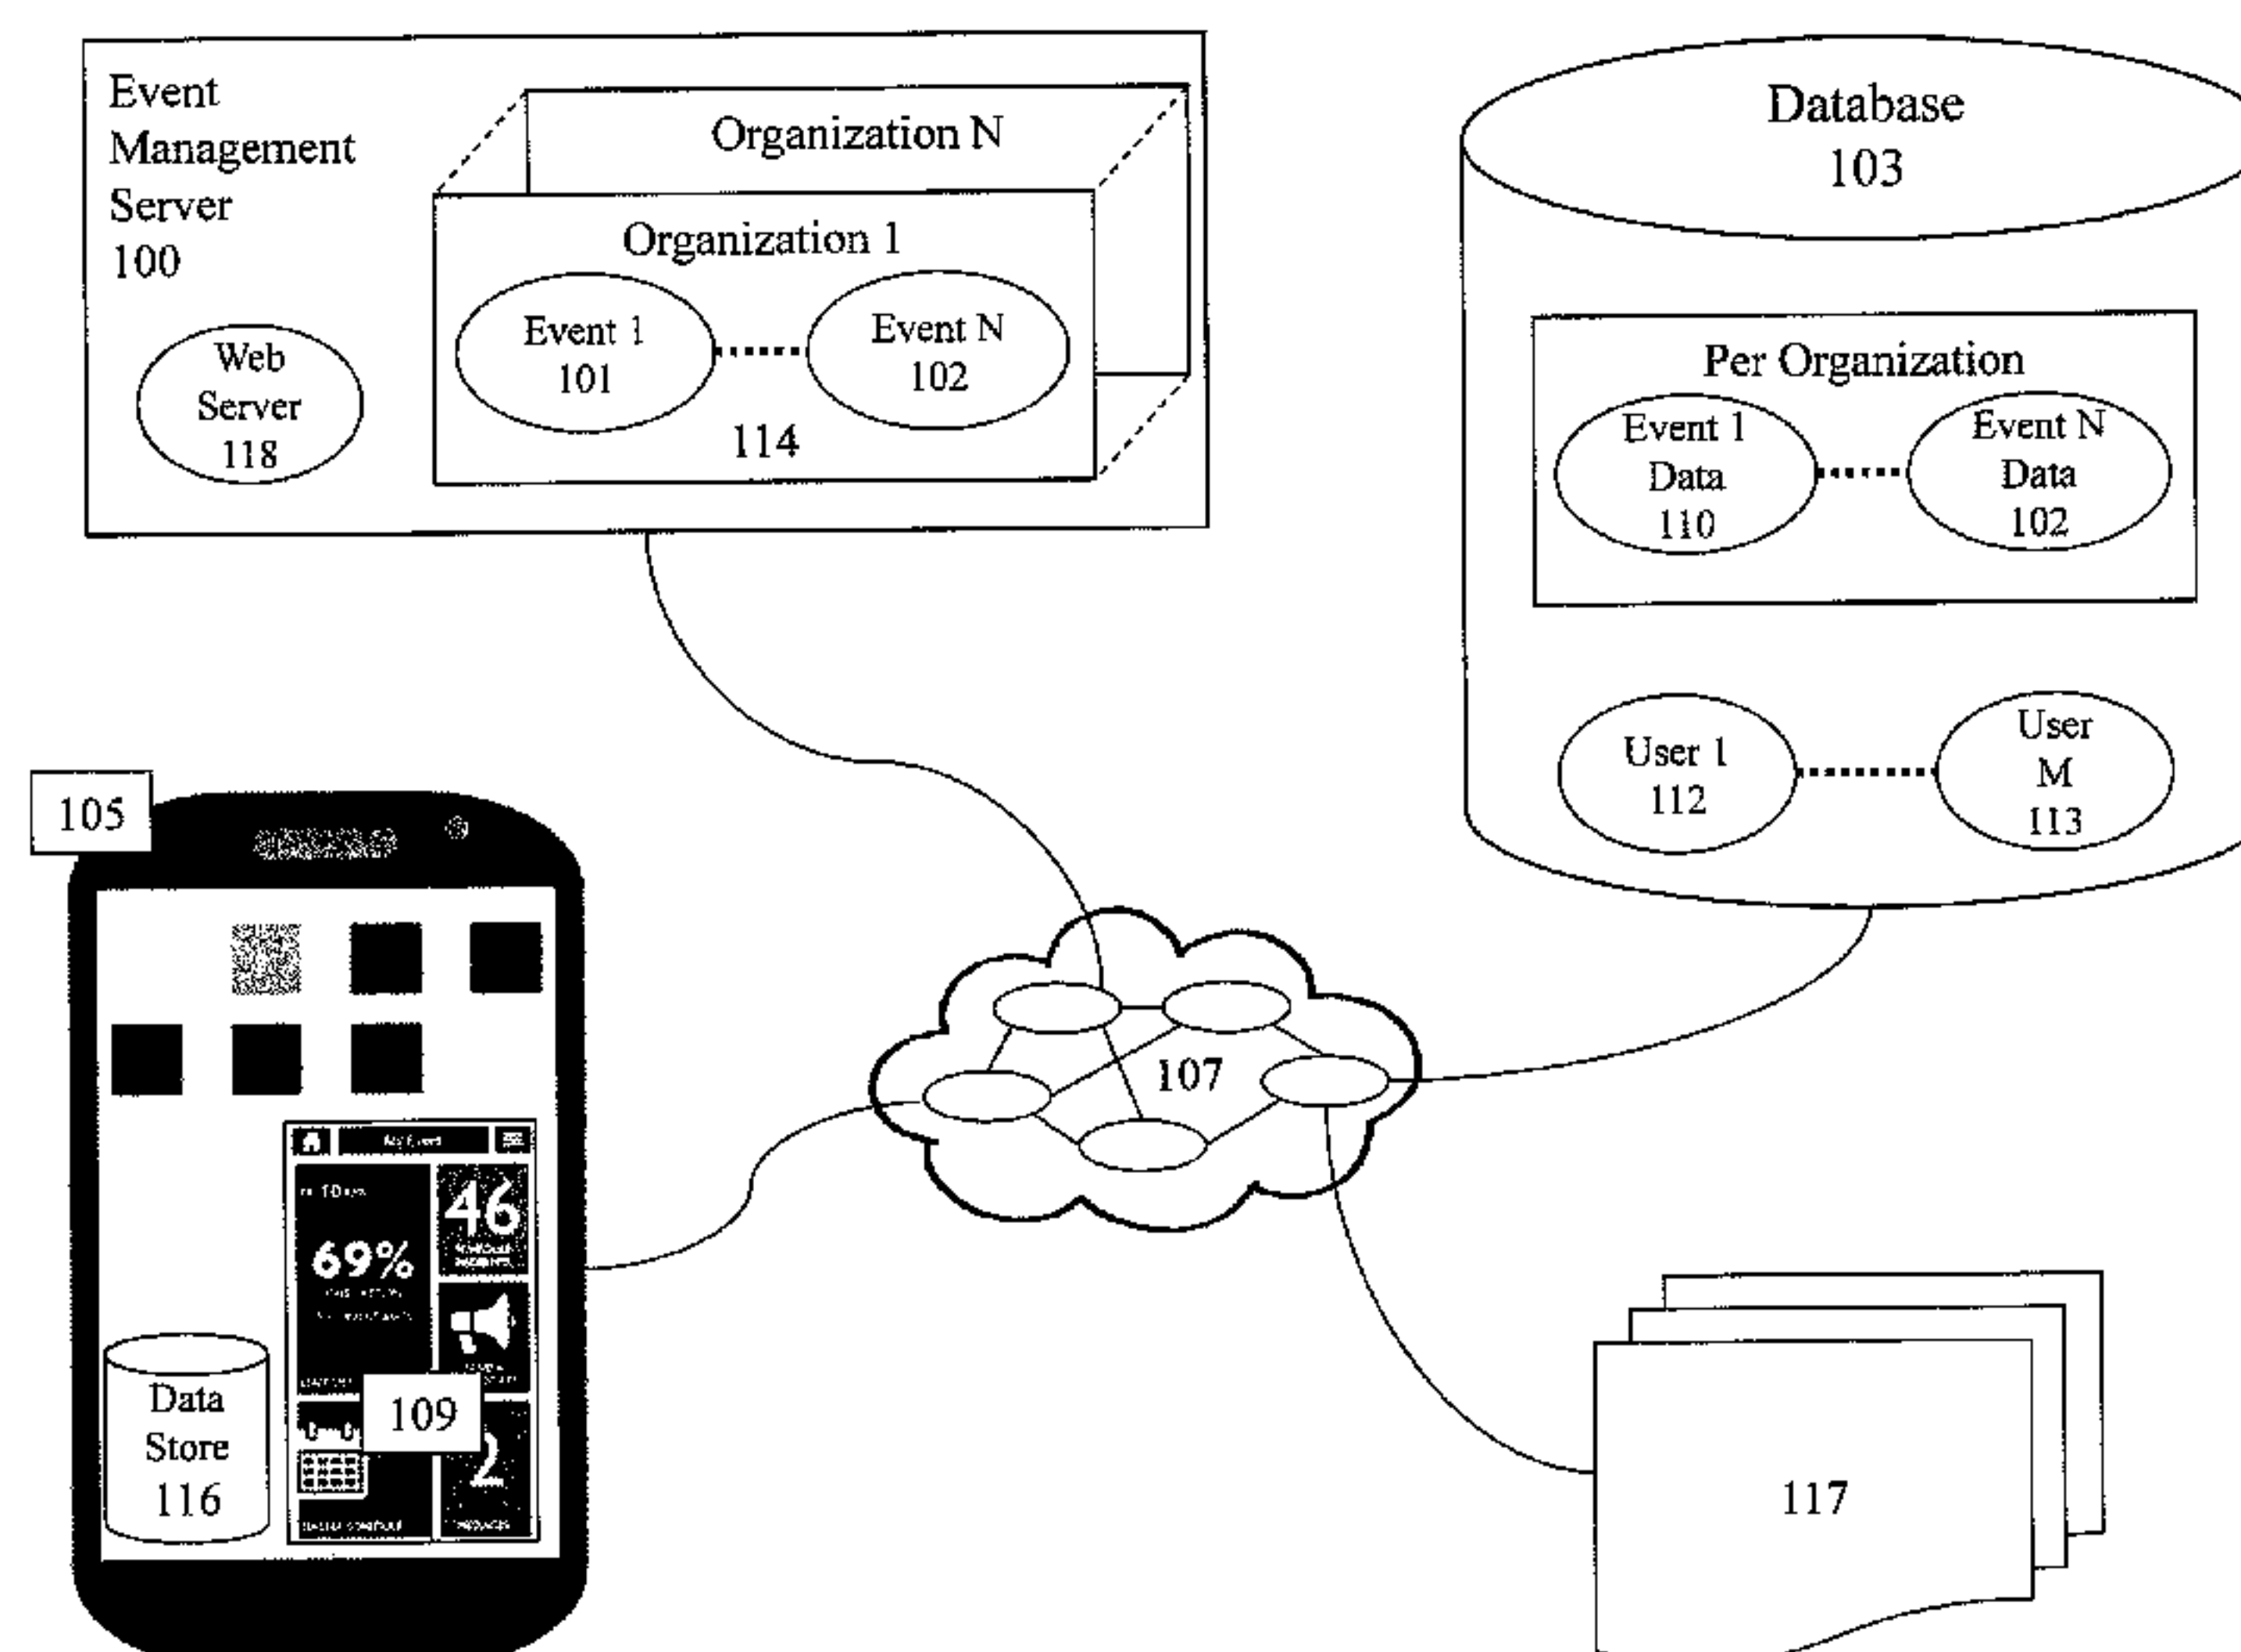 Event
Management
Server
100
Organization N
Organization 1
Event 1
101
Event N
102
114
Web
Server
118
Database
103
Per Organization
Event 1
Data
110
Event N
Data
102
User 1
112
User
M
113
105
107
46
69%
109
2
Data
Store
116
117